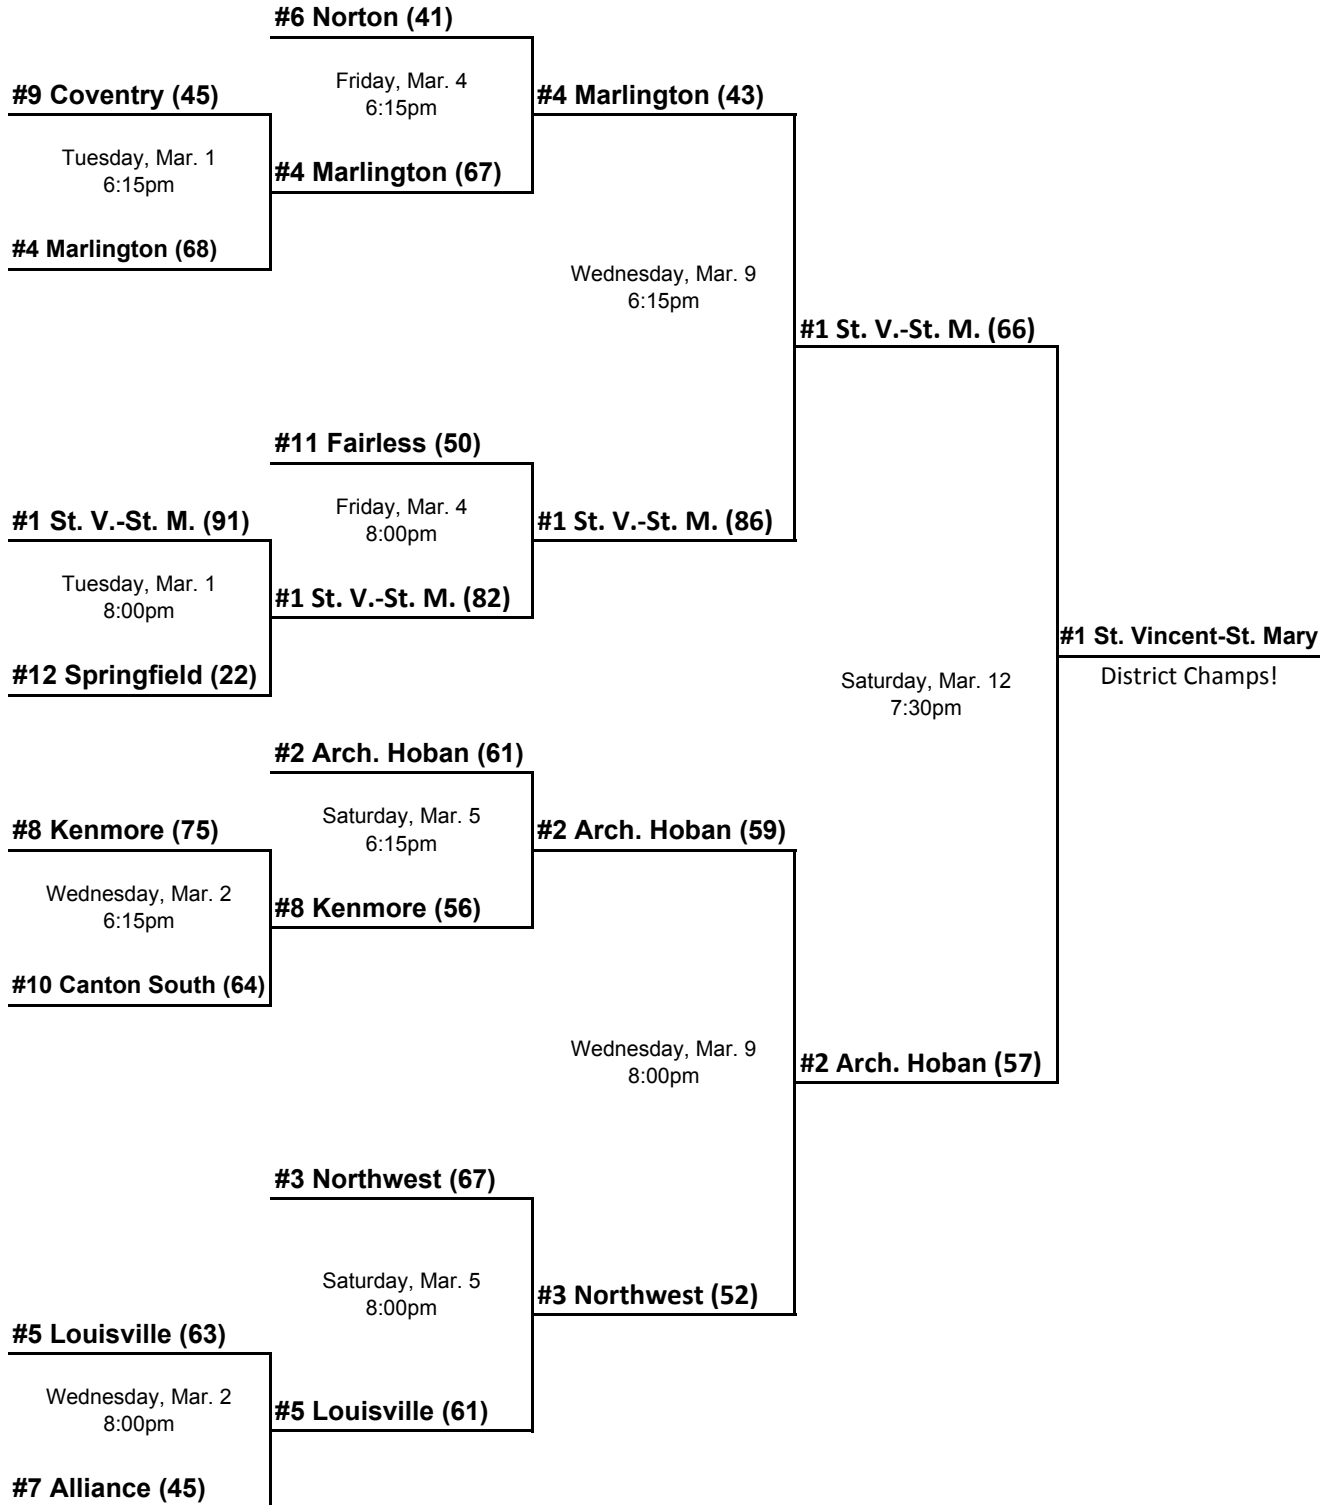 #6 Norton (41)
Friday, Mar. 4
6:15pm
#9 Coventry (45)
#4 Marlington (43)
Tuesday, Mar. 1
6:15pm
#4 Marlington (67)
#4 Marlington (68)
Wednesday, Mar. 9
6:15pm
#1 St. V.-St. M. (66)
#11 Fairless (50)
Friday, Mar. 4
8:00pm
#1 St. V.-St. M. (91)
#1 St. V.-St. M. (86)
Tuesday, Mar. 1
8:00pm
#1 St. V.-St. M. (82)
#1 St. Vincent-St. Mary
District Champs!
#12 Springfield (22)
Saturday, Mar. 12
7:30pm
#2 Arch. Hoban (61)
Saturday, Mar. 5
6:15pm
#8 Kenmore (75)
#2 Arch. Hoban (59)
Wednesday, Mar. 2
6:15pm
#8 Kenmore (56)
#10 Canton South (64)
Wednesday, Mar. 9
8:00pm
#2 Arch. Hoban (57)
#3 Northwest (67)
Saturday, Mar. 5
8:00pm
#3 Northwest (52)
#5 Louisville (63)
Wednesday, Mar. 2
8:00pm
#5 Louisville (61)
#7 Alliance (45)